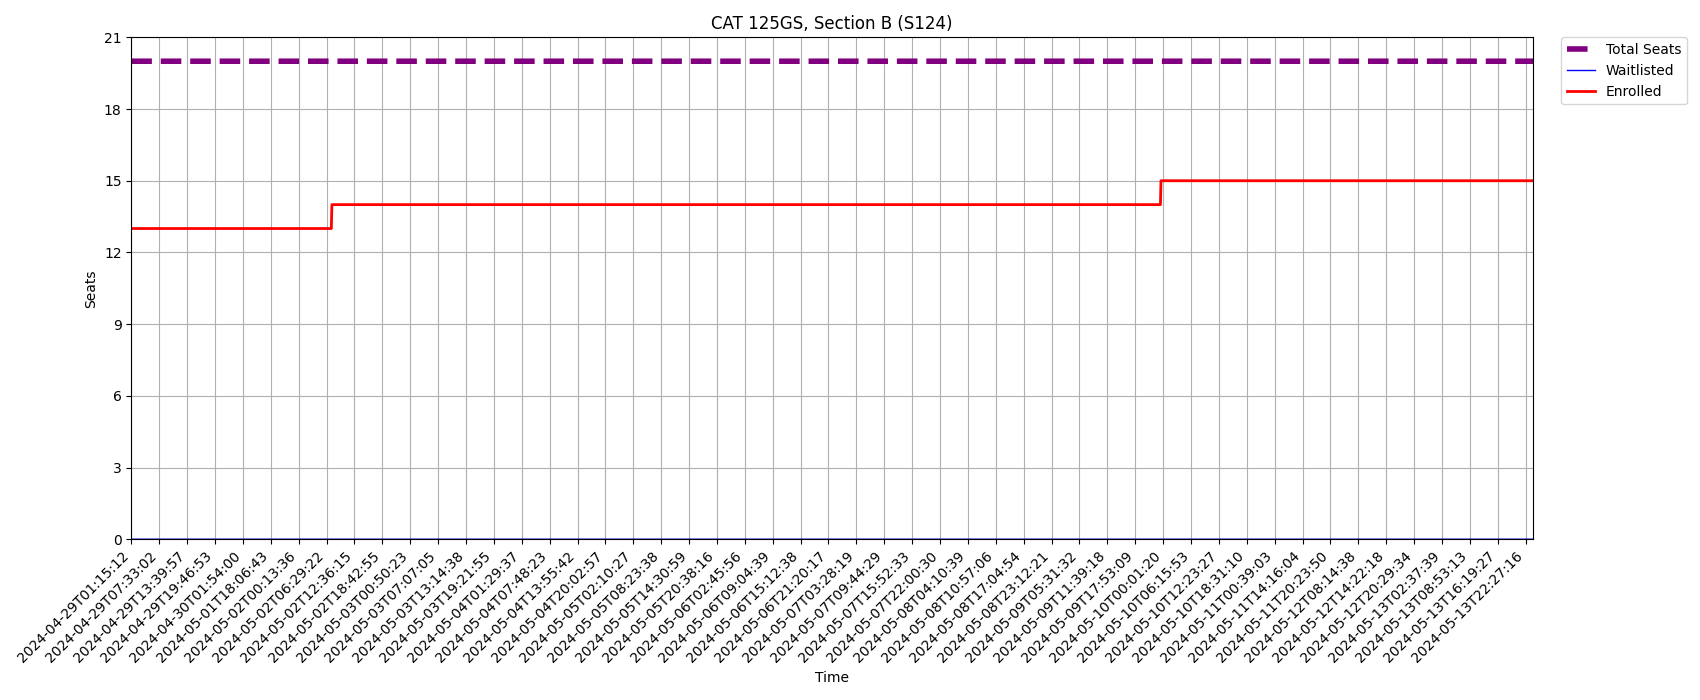 CAT 125GS, Section B (S124)
Total Seats
Waitlisted
Enrolled
Seats
21
18
15
12
9
6
3
0
2024-04-29T01:15:12
2024-04-29T07:33:02
2024-04-29T13:39:57
2024-04-29T19:46:53
2024-04-30T01:54:00
2024-05-01T18:06:43
2024-05-02T00:13:36
2024-05-02T06:29:22
2024-05-02T12:36:15
2024-05-02T18:42:55
2024-05-03T00:50:23
2024-05-03T07:07:05
2024-05-03T13:14:38
2024-05-03T19:21:55
2024-05-04T01:29:37
2024-05-04T07:48:23
2024-05-04T13:55:42
2024-05-04T20:02:57
2024-05-05T02:10:27
2024-05-05T08:23:38
2024-05-05T14:30:59
2024-05-05T20:38:16
2024-05-06T02:45:56
2024-05-06T09:04:39
2024-05-06T15:12:38
2024-05-06T21:20:17
2024-05-07T03:28:19
2024-05-07T09:44:29
2024-05-07T15:52:33
2024-05-07T22:00:30
2024-05-08T04:10:39
2024-05-08T10:57:06
2024-05-08T17:04:54
2024-05-08T23:12:21
2024-05-09T05:31:32
2024-05-09T11:39:18
2024-05-09T17:53:09
2024-05-10T00:01:20
2024-05-10T06:15:53
2024-05-10T12:23:27
2024-05-10T18:31:10
2024-05-11T00:39:03
2024-05-11T14:16:04
2024-05-11T20:23:50
2024-05-12T08:14:38
2024-05-12T14:22:18
2024-05-12T20:29:34
2024-05-13T02:37:39
2024-05-13T08:53:13
2024-05-13T16:19:27
2024-05-13T22:27:16
Time